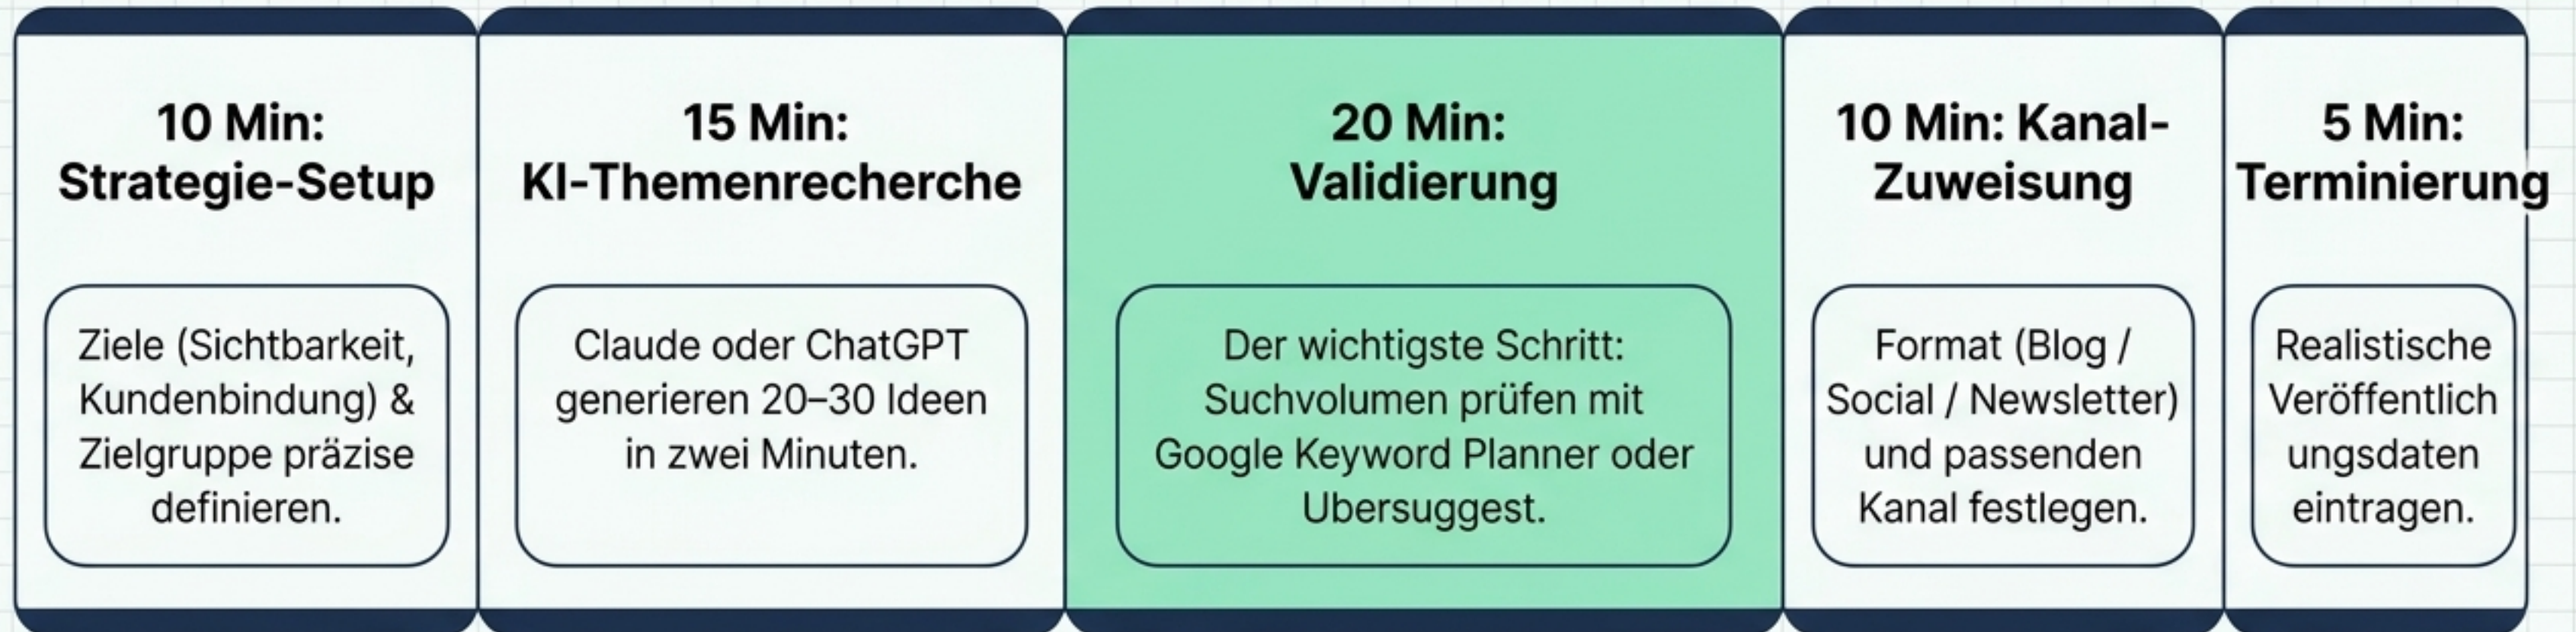 10 Min:
Strategie-Setup
Ziele (Sichtbarkeit,
Kundenbindung) &
Zielgruppe präzise
definieren.
15 Min:
KI-Themenrecherche
Claude oder ChatGPT
generieren 20–30 Ideen
in zwei Minuten.
20 Min:
Validierung
Der wichtigste Schritt:
Suchvolumen prüfen mit
Google Keyword Planner oder
Ubersuggest.
10 Min: Kanal-
Zuweisung
Format (Blog /
Social / Newsletter)
und passenden
Kanal festlegen.
5 Min:
Terminierung
Realistische
Veröffentlich
ungsdaten
eintragen.